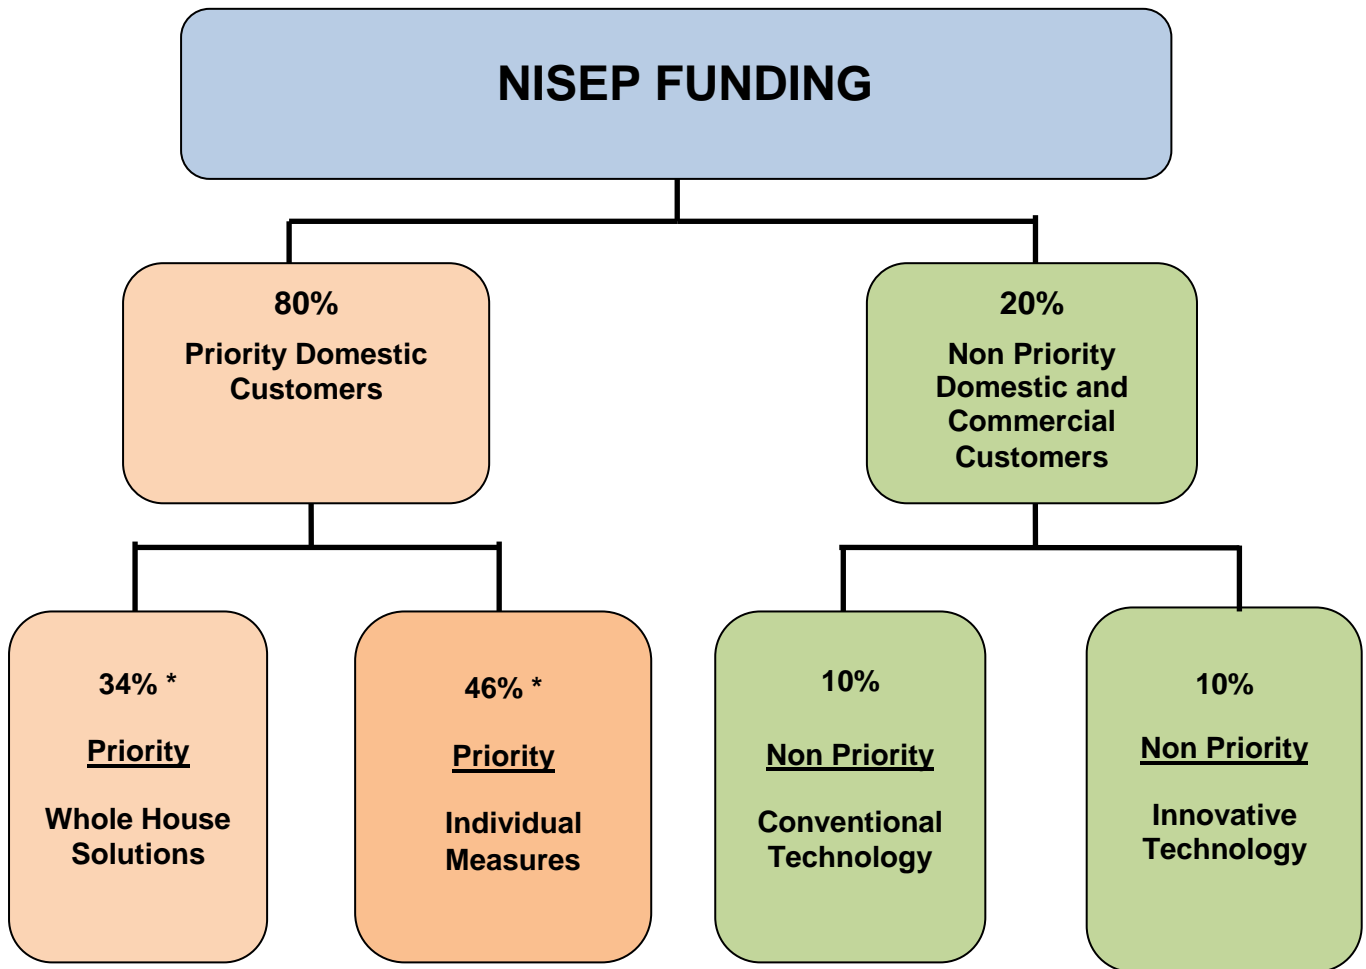 NISEP FUNDING
80%
Priority Domestic
Customers
20%
Non Priority
Domestic and
Commercial
Customers
34% *
Priority
Whole House
Solutions
46% *
Priority
Individual
Measures
10%
Non Priority
Conventional
Technology
10%
Non Priority
Innovative
Technology